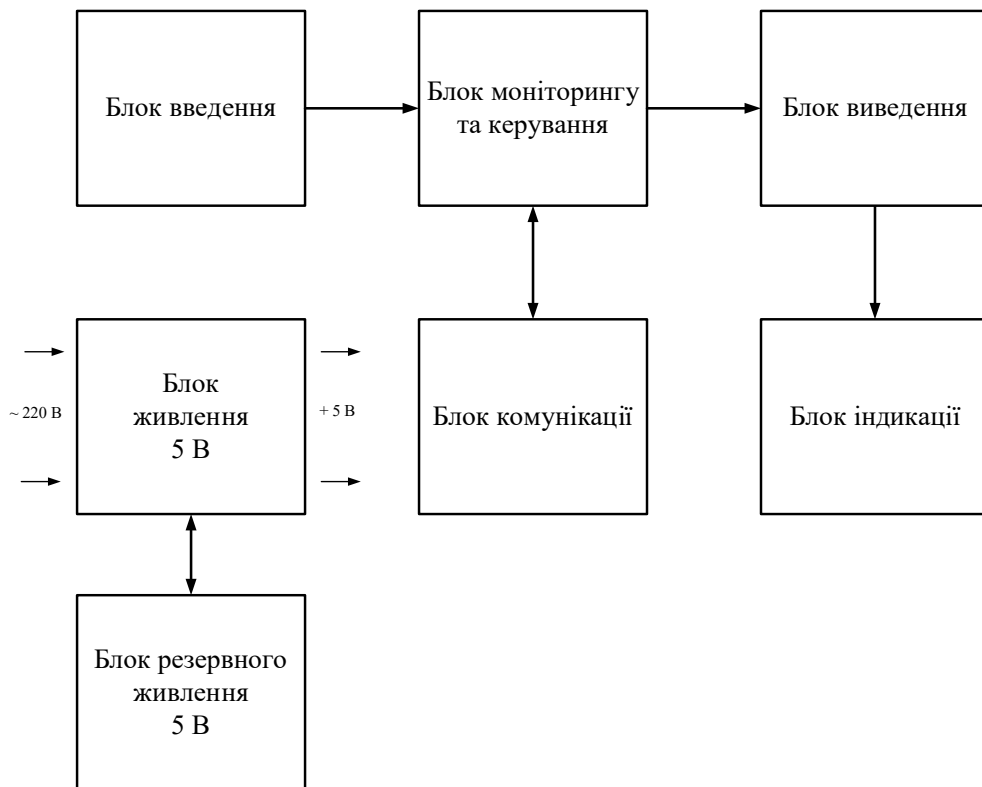 Блок введення
Блок моніторингу
та керування
Блок виведення
~ 220 В
Блок
живлення
5 В
+ 5 В
Блок комунікації
Блок індикації
Блок резервного
живлення
5 В